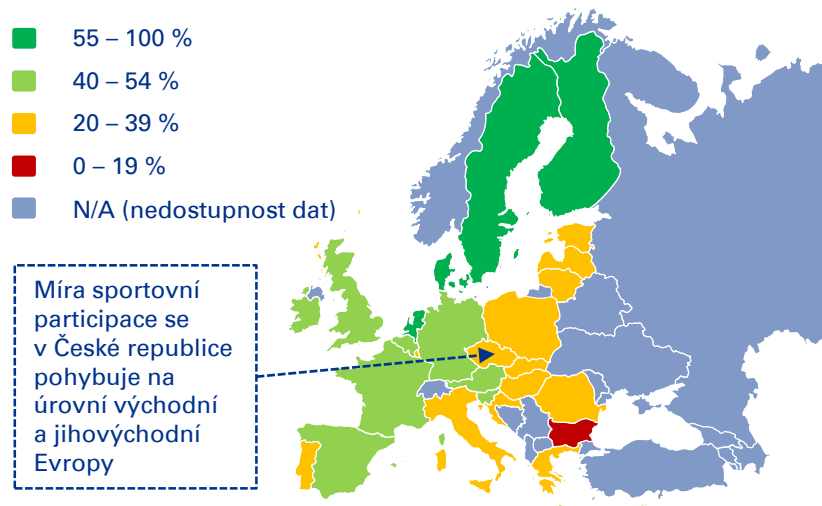 55 – 100 %
40 – 54 %
20 – 39 %
0 – 19 %
N/A (nedostupnost dat)
Míra sportovní
participace se
v České republice
pohybuje na
úrovní východní
a jihovýchodní
Evropy